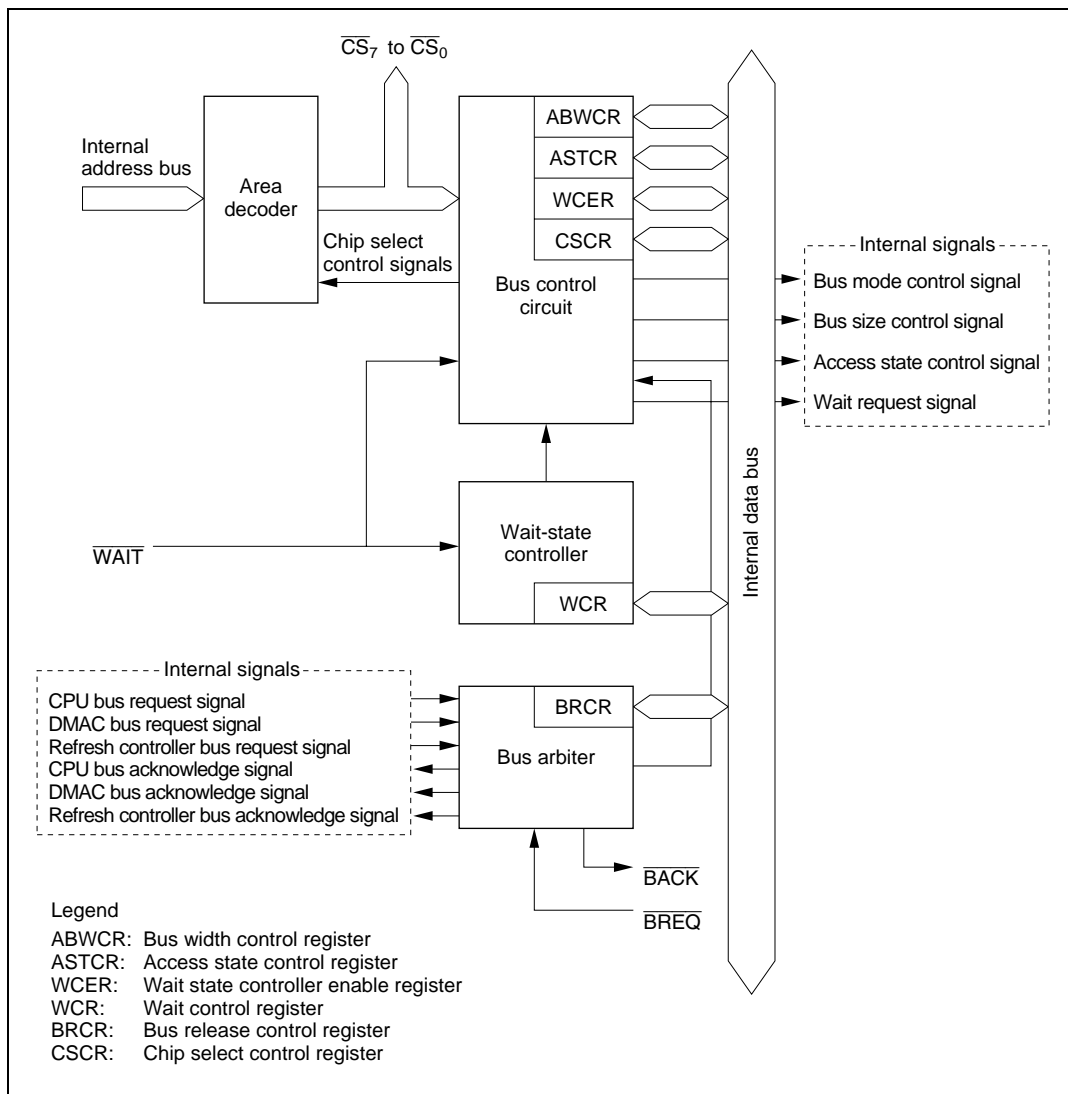 C̅S̅₇ to C̅S̅₀
Internal
address bus
Area
decoder
Chip select
control signals
ABWCR
ASTCR
WCER
CSCR
Bus control
circuit
Internal signals
Bus mode control signal
Bus size control signal
Access state control signal
Wait request signal
Internal data bus
W̅A̅I̅T̅
Wait-state
controller
WCR
Internal signals
CPU bus request signal
DMAC bus request signal
Refresh controller bus request signal
CPU bus acknowledge signal
DMAC bus acknowledge signal
Refresh controller bus acknowledge signal
BRCR
Bus arbiter
B̅A̅C̅K̅
B̅R̅E̅Q̅
Legend
ABWCR: Bus width control register
ASTCR: Access state control register
WCER: Wait state controller enable register
WCR: Wait control register
BRCR: Bus release control register
CSCR: Chip select control register